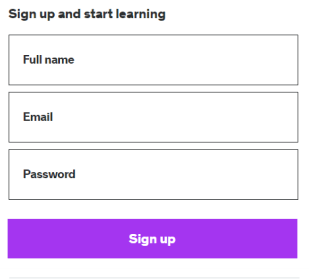 Sign up and start learning
Full name
Email
Password
Sign up